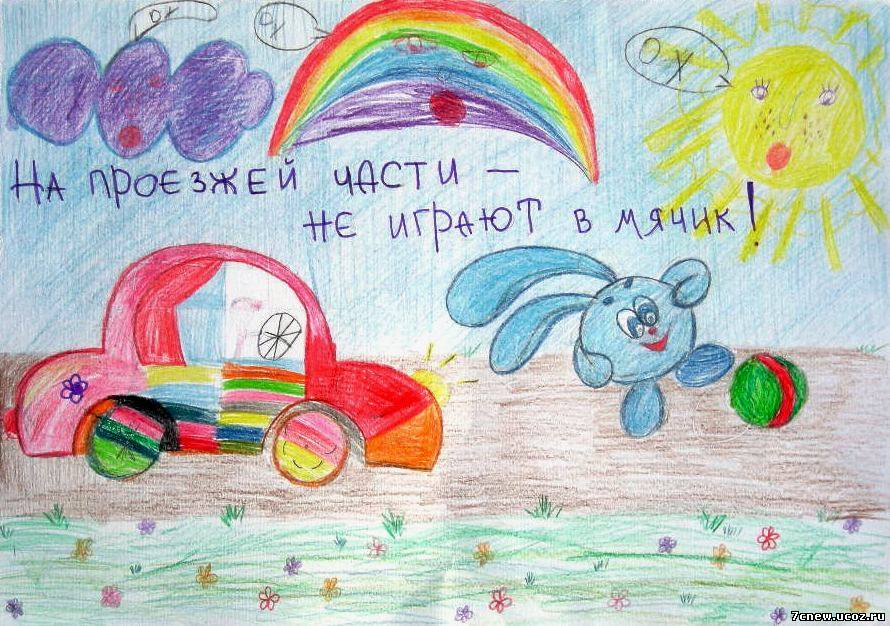 ОХ
ОХ
ОХ
На проезжей части –
не играют в мячик!
7cnew.ucoz.ru